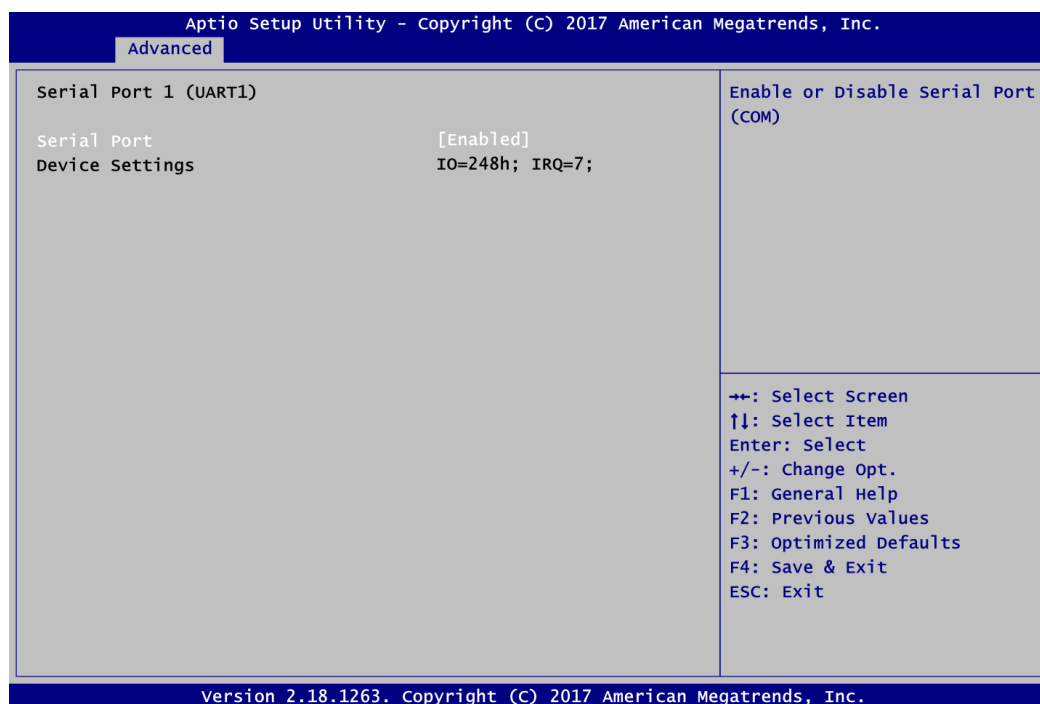 Aptio Setup Utility – Copyright (C) 2017 American Megatrends, Inc.
Advanced
Serial Port 1 (UART1)
Serial Port [Enabled]
Device Settings IO=248h; IRQ=7;
Enable or Disable Serial Port
(COM)
→←: Select Screen
↑↓: Select Item
Enter: Select
+/-: Change Opt.
F1: General Help
F2: Previous Values
F3: Optimized Defaults
F4: Save & Exit
ESC: Exit
Version 2.18.1263. Copyright (C) 2017 American Megatrends, Inc.